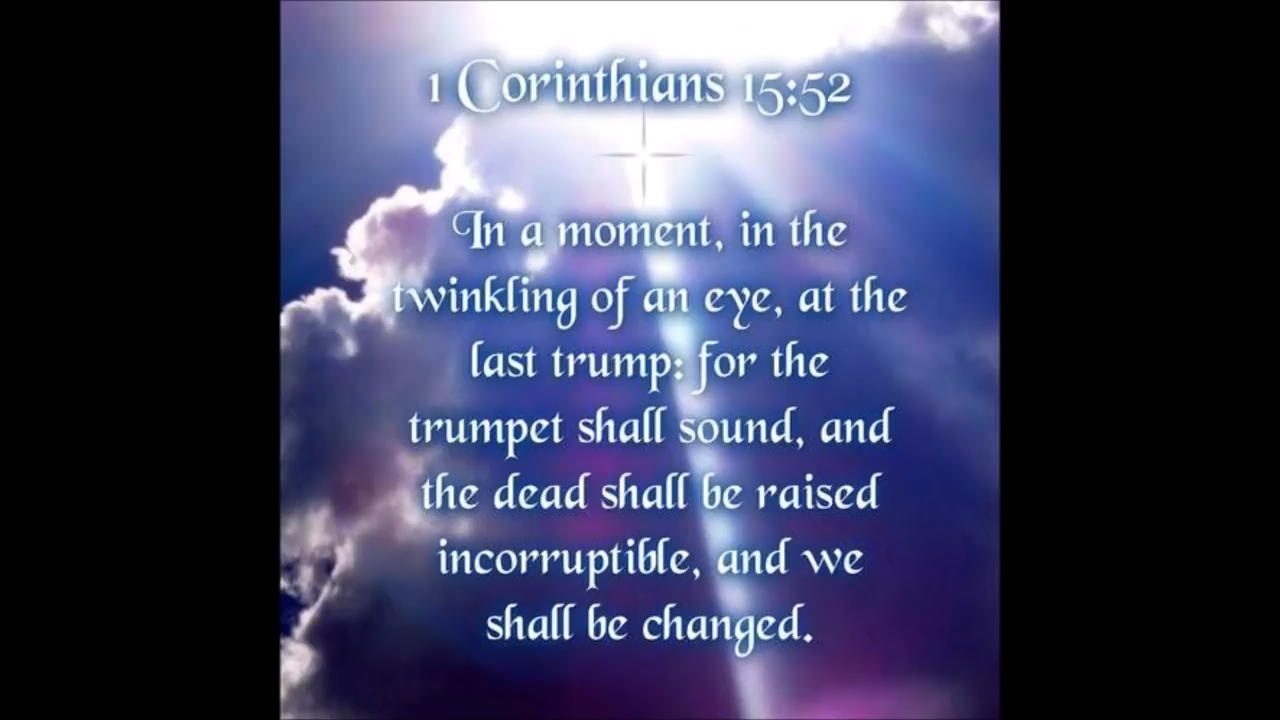 1 Corinthians 15:52
In a moment, in the
twinkling of an eye, at the
last trump: for the
trumpet shall sound, and
the dead shall be raised
incorruptible, and we
shall be changed.